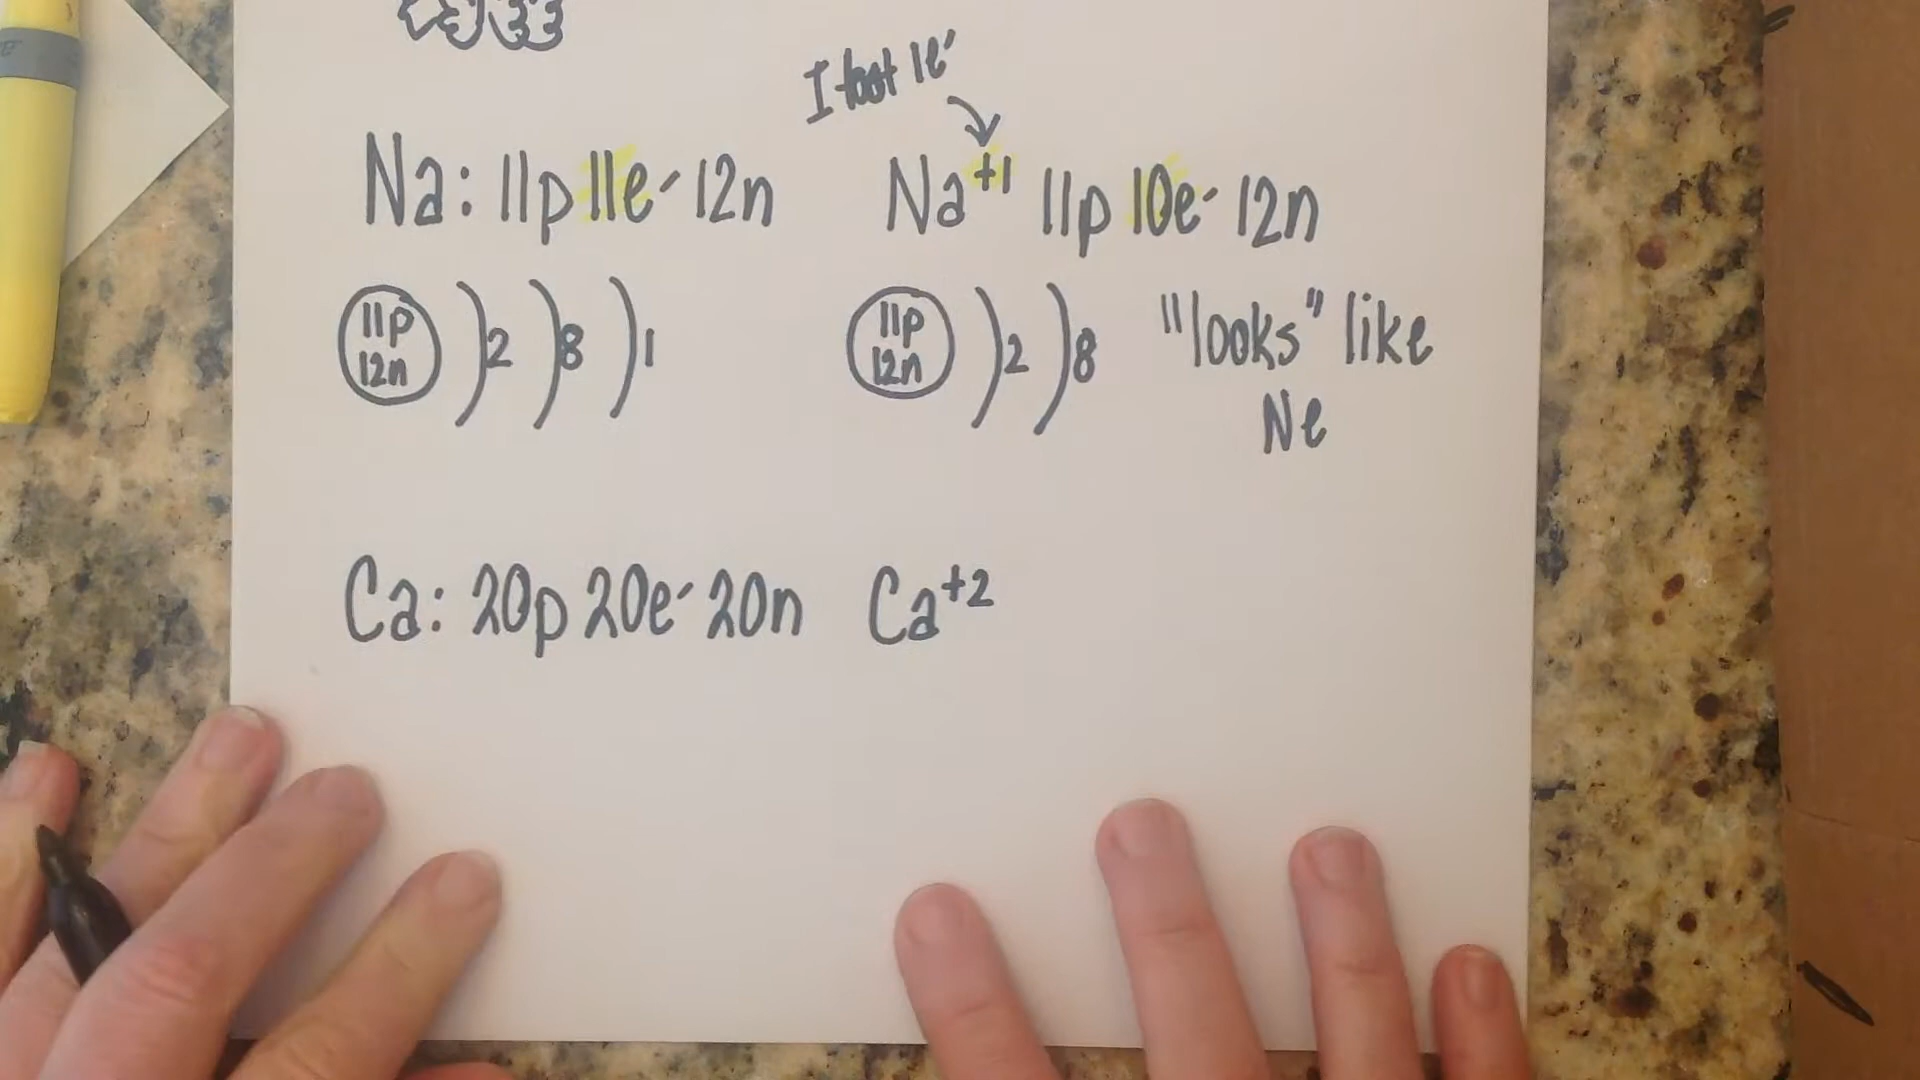 I lost 1e-
Na: 11p 11e- 12n
Na+1 11p 10e- 12n
11p
12n
)2 )8 )1
11p
12n
)2 )8
"looks" like
Ne
Ca: 20p 20e- 20n
Ca+2